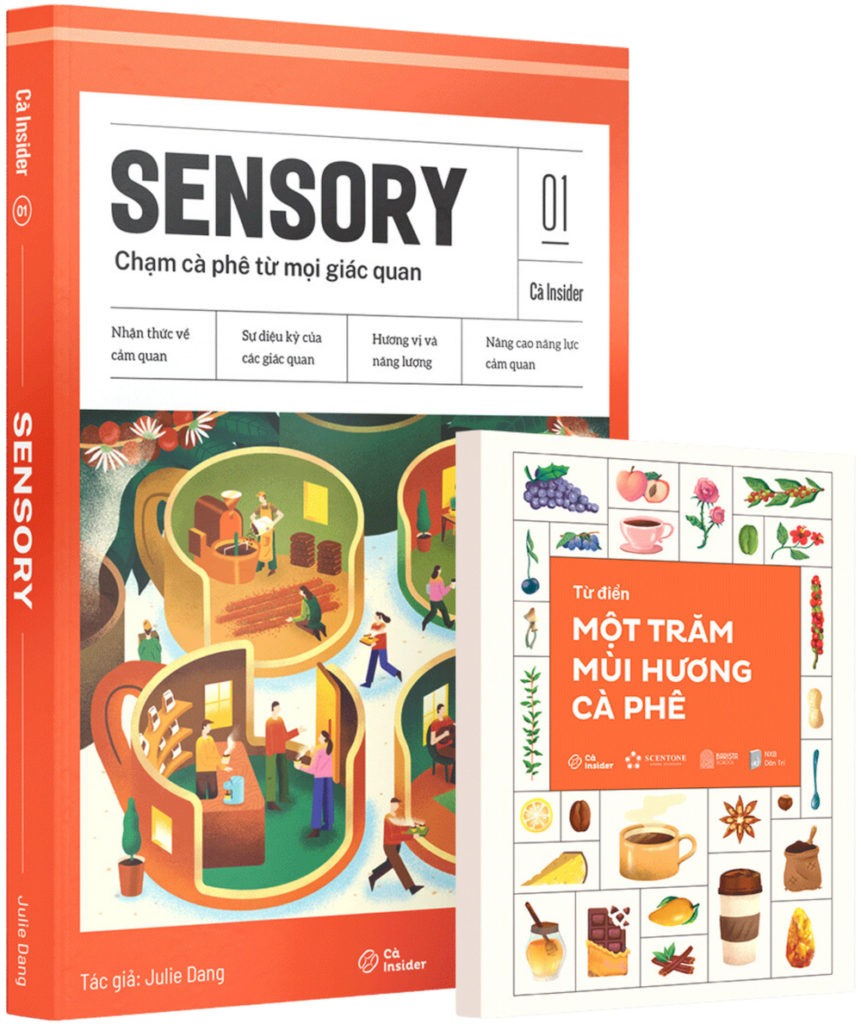 Cà Insider
01
SENSORY
Julie Dang
SENSORY
Chạm cà phê từ mọi giác quan
01
Cà Insider
Nhận thức về
cảm quan
Sự diệu kỳ của
các giác quan
Hương vị và
năng lượng
Nâng cao năng lực
cảm quan
Tác giả: Julie Dang
Cà
Insider
Từ điển
MỘT TRĂM
MÙI HƯƠNG
CÀ PHÊ
Cà
Insider
SCENTONE
BARISTA
SCHOOL
NXB
Dân Trí